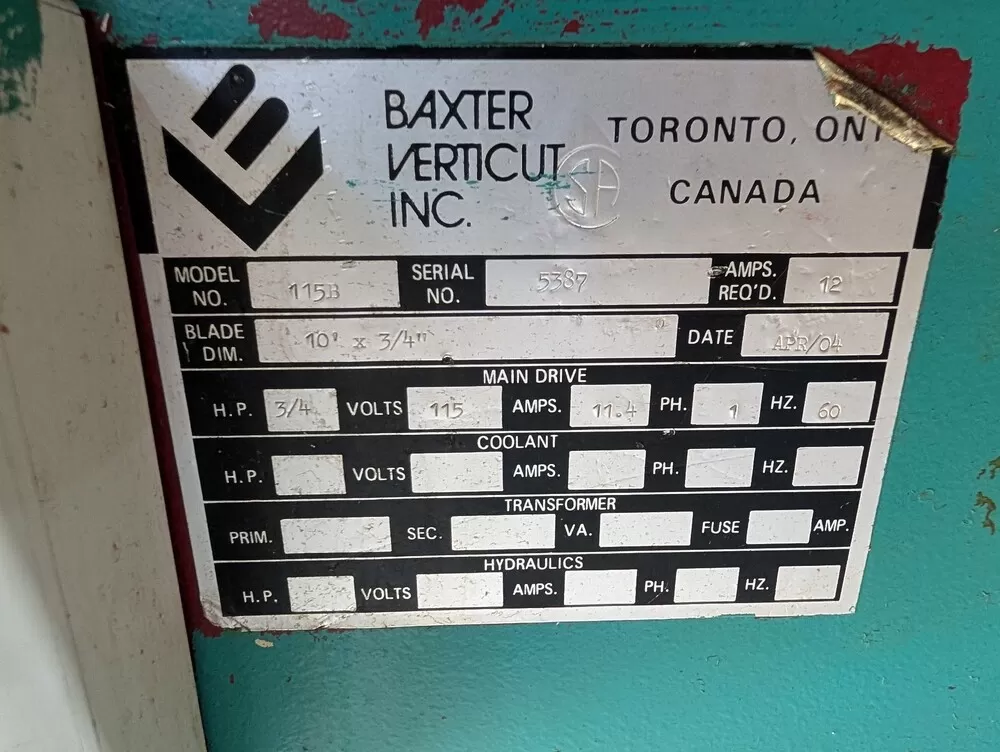 BAXTER
VERTICUT
INC.
TORONTO, ONT
CANADA
MODEL NO. 115B SERIAL NO. 5387 AMPS. REQ'D. 12
BLADE DIM. 10' x 3/4" DATE APR/04
MAIN DRIVE
H.P. 3/4 VOLTS 115 AMPS. 11.4 PH. 1 HZ. 60
COOLANT
H.P. VOLTS AMPS. PH. HZ.
TRANSFORMER
PRIM. SEC. VA. FUSE AMP.
HYDRAULICS
H.P. VOLTS AMPS. PH. HZ.